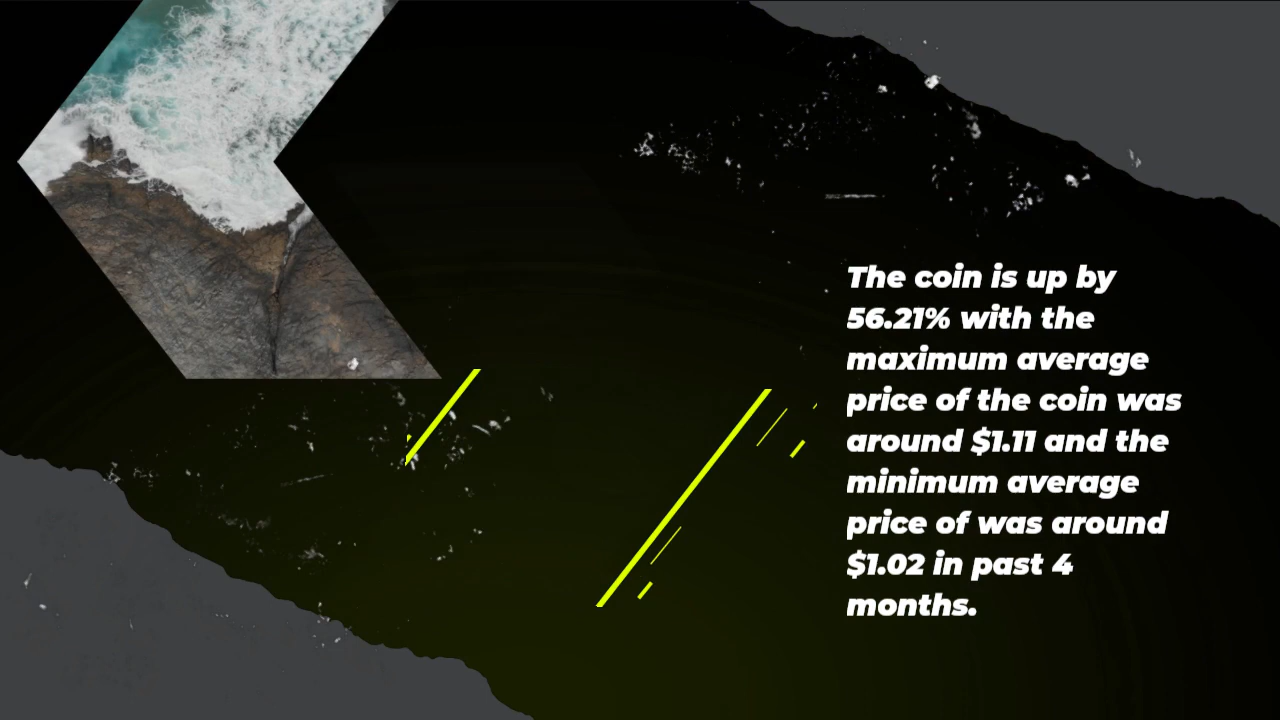 The coin is up by
56.21% with the
maximum average
price of the coin was
around $1.11 and the
minimum average
price of was around
$1.02 in past 4
months.